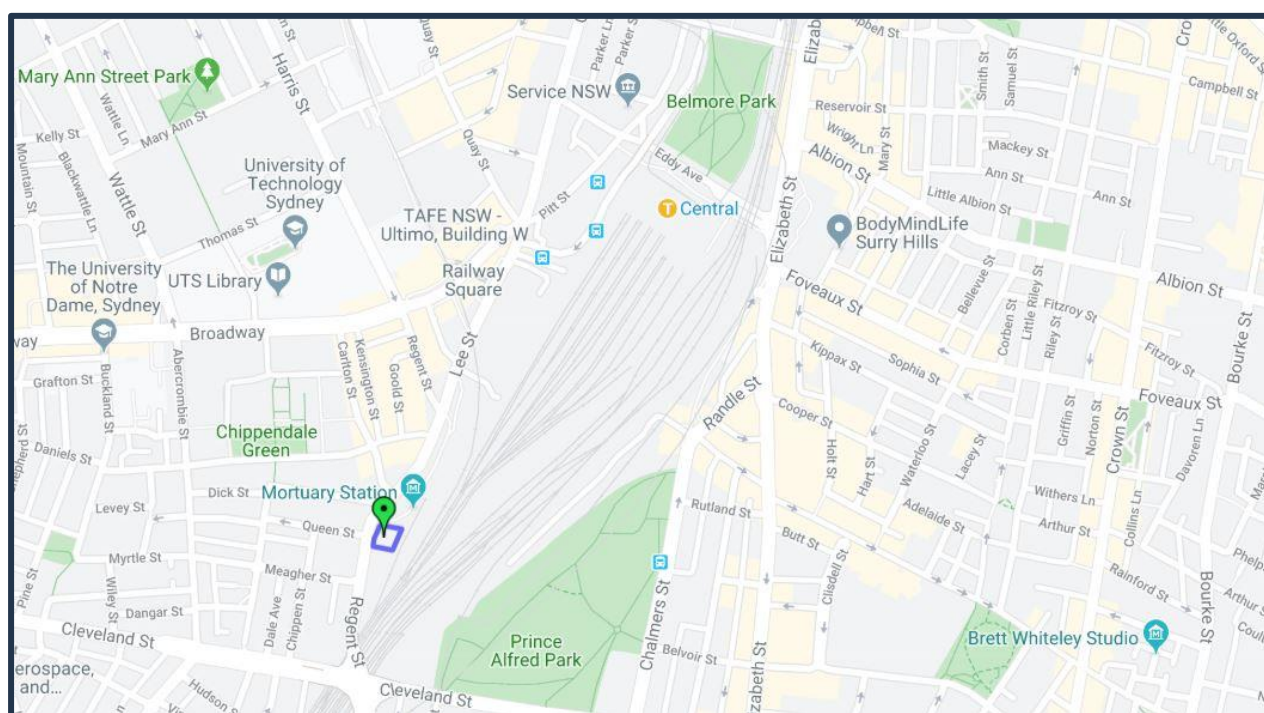 Mary Ann Street Park
Kelly St
Mountain St
Blackwattle Ln
Wattle Ln
Wattle St
Mary Ann St
Harris St
Quay St
Quay St
Parker Ln
Parker St
Service NSW
Belmore Park
Eddy Ave
Campbell St
Reservoir St
Mary St
Albion St
Smith St
Samuel St
Little Oxford St
Campbell St
Mackey St
Ann St
Ann St
Little Albion St
University of
Technology
Sydney
Thomas St
TAFE NSW -
Ultimo, Building W
Pitt St
T Central
Elizabeth St
BodyMindLife
Surry Hills
Albion St
The University
of Notre
Dame, Sydney
UTS Library
Railway
Square
Foveaux St
Bellevue St
Corben St
Little Riley St
Riley St
Fitzroy St
Fitzroy St
Bourke St
Broadway
Lee St
Regent St
Goold St
Kensington St
Carlton St
Abercrombie St
Buckland St
Grafton St
Kippax St
Sophia St
Foveaux St
Randle St
Cooper St
Holt St
Hart St
Waterloo St
Lacey St
Griffin St
Norton St
Crown St
Davoren Ln
Chippendale
Green
Daniels St
Dick St
Mortuary Station
Levey St
Queen St
Rutland St
Butt St
Adelaide St
Withers Ln
Arthur St
Collins Ln
Myrtle St
Meagher St
Pine St
Wiley St
Dangar St
Dale Ave
Chippen St
Regent St
Clisdell St
Rainford St
Bourke St
Cleveland St
Prince
Alfred Park
Chalmers St
Belvoir St
Brett Whiteley Studio
erospace,
and...
Hudson St
Cleveland St